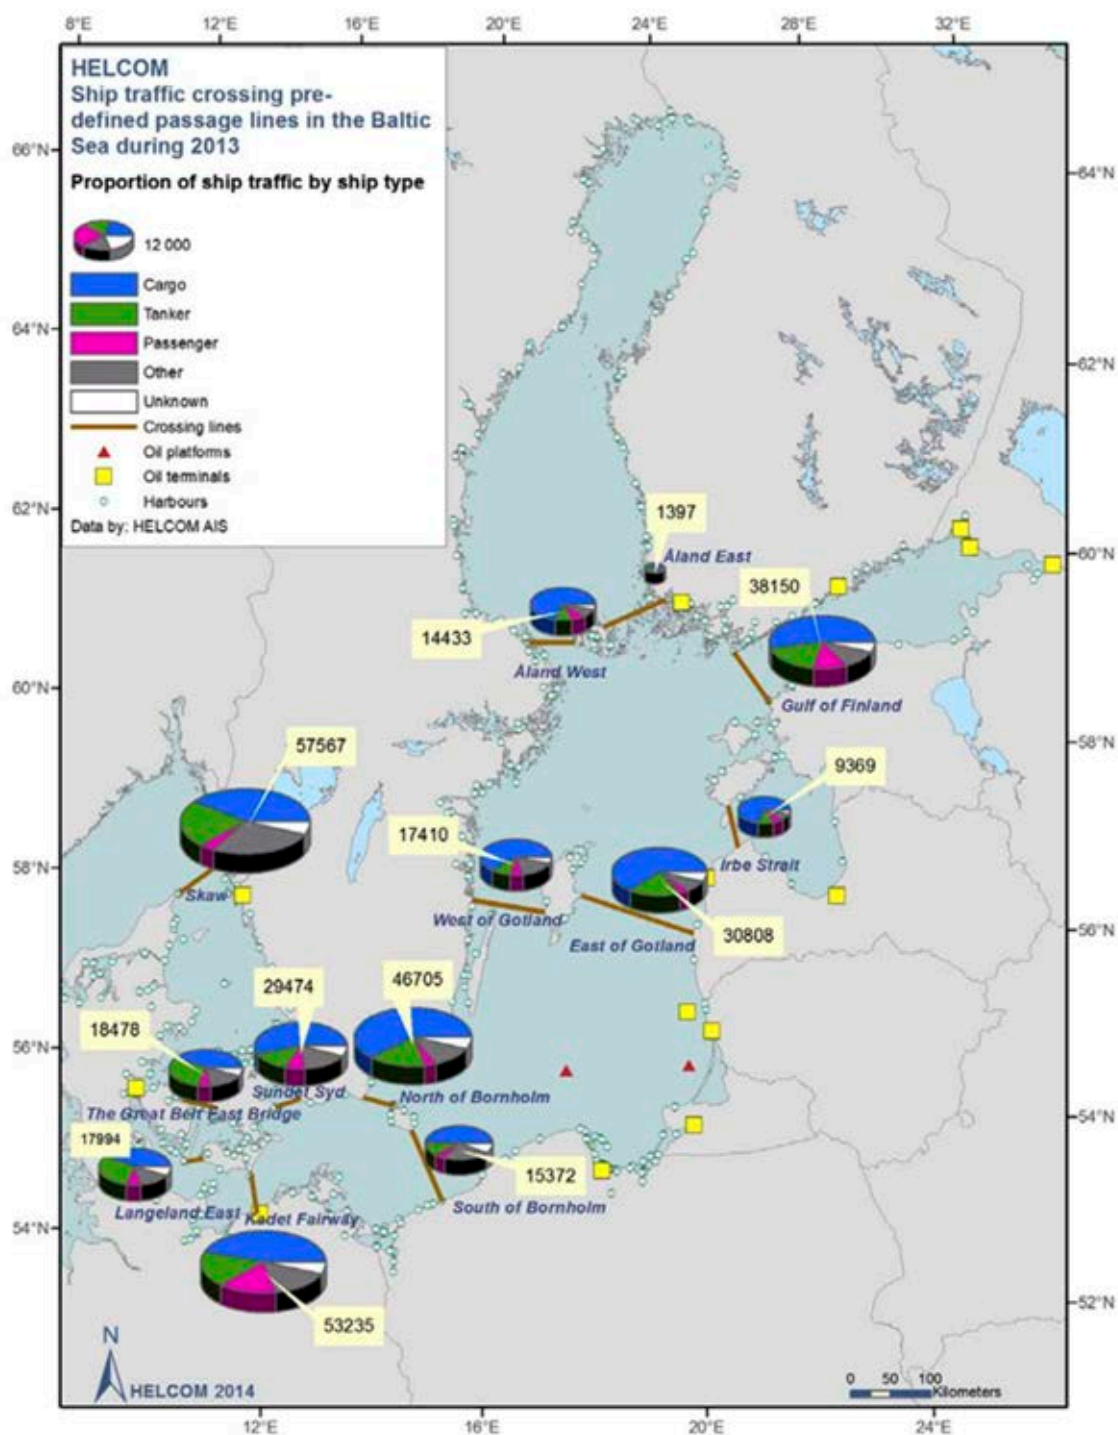 8°E 12°E 16°E 20°E 24°E 28°E 32°E
HELCOM
Ship traffic crossing pre-
defined passage lines in the Baltic
Sea during 2013
Proportion of ship traffic by ship type
12 000
Cargo
Tanker
Passenger
Other
Unknown
Crossing lines
Oil platforms
Oil terminals
Harbours
Data by: HELCOM AIS
66°N
64°N
64°N
62°N
62°N
1397
Åland East
60°N
38150
14433
Åland West
60°N
Gulf of Finland
57567
58°N
9369
17410
Irbe Strait
58°N
Skaw
West of Gotland
East of Gotland
30808
56°N
46705
29474
18478
56°N
Sundet Syd
North of Bornholm
The Great Belt East Bridge
54°N
17994
15372
Langeland East
Kadet Fairway
South of Bornholm
54°N
52°N
53235
N
HELCOM 2014
0 50 100
Kilometers
12°E 16°E 20°E 24°E